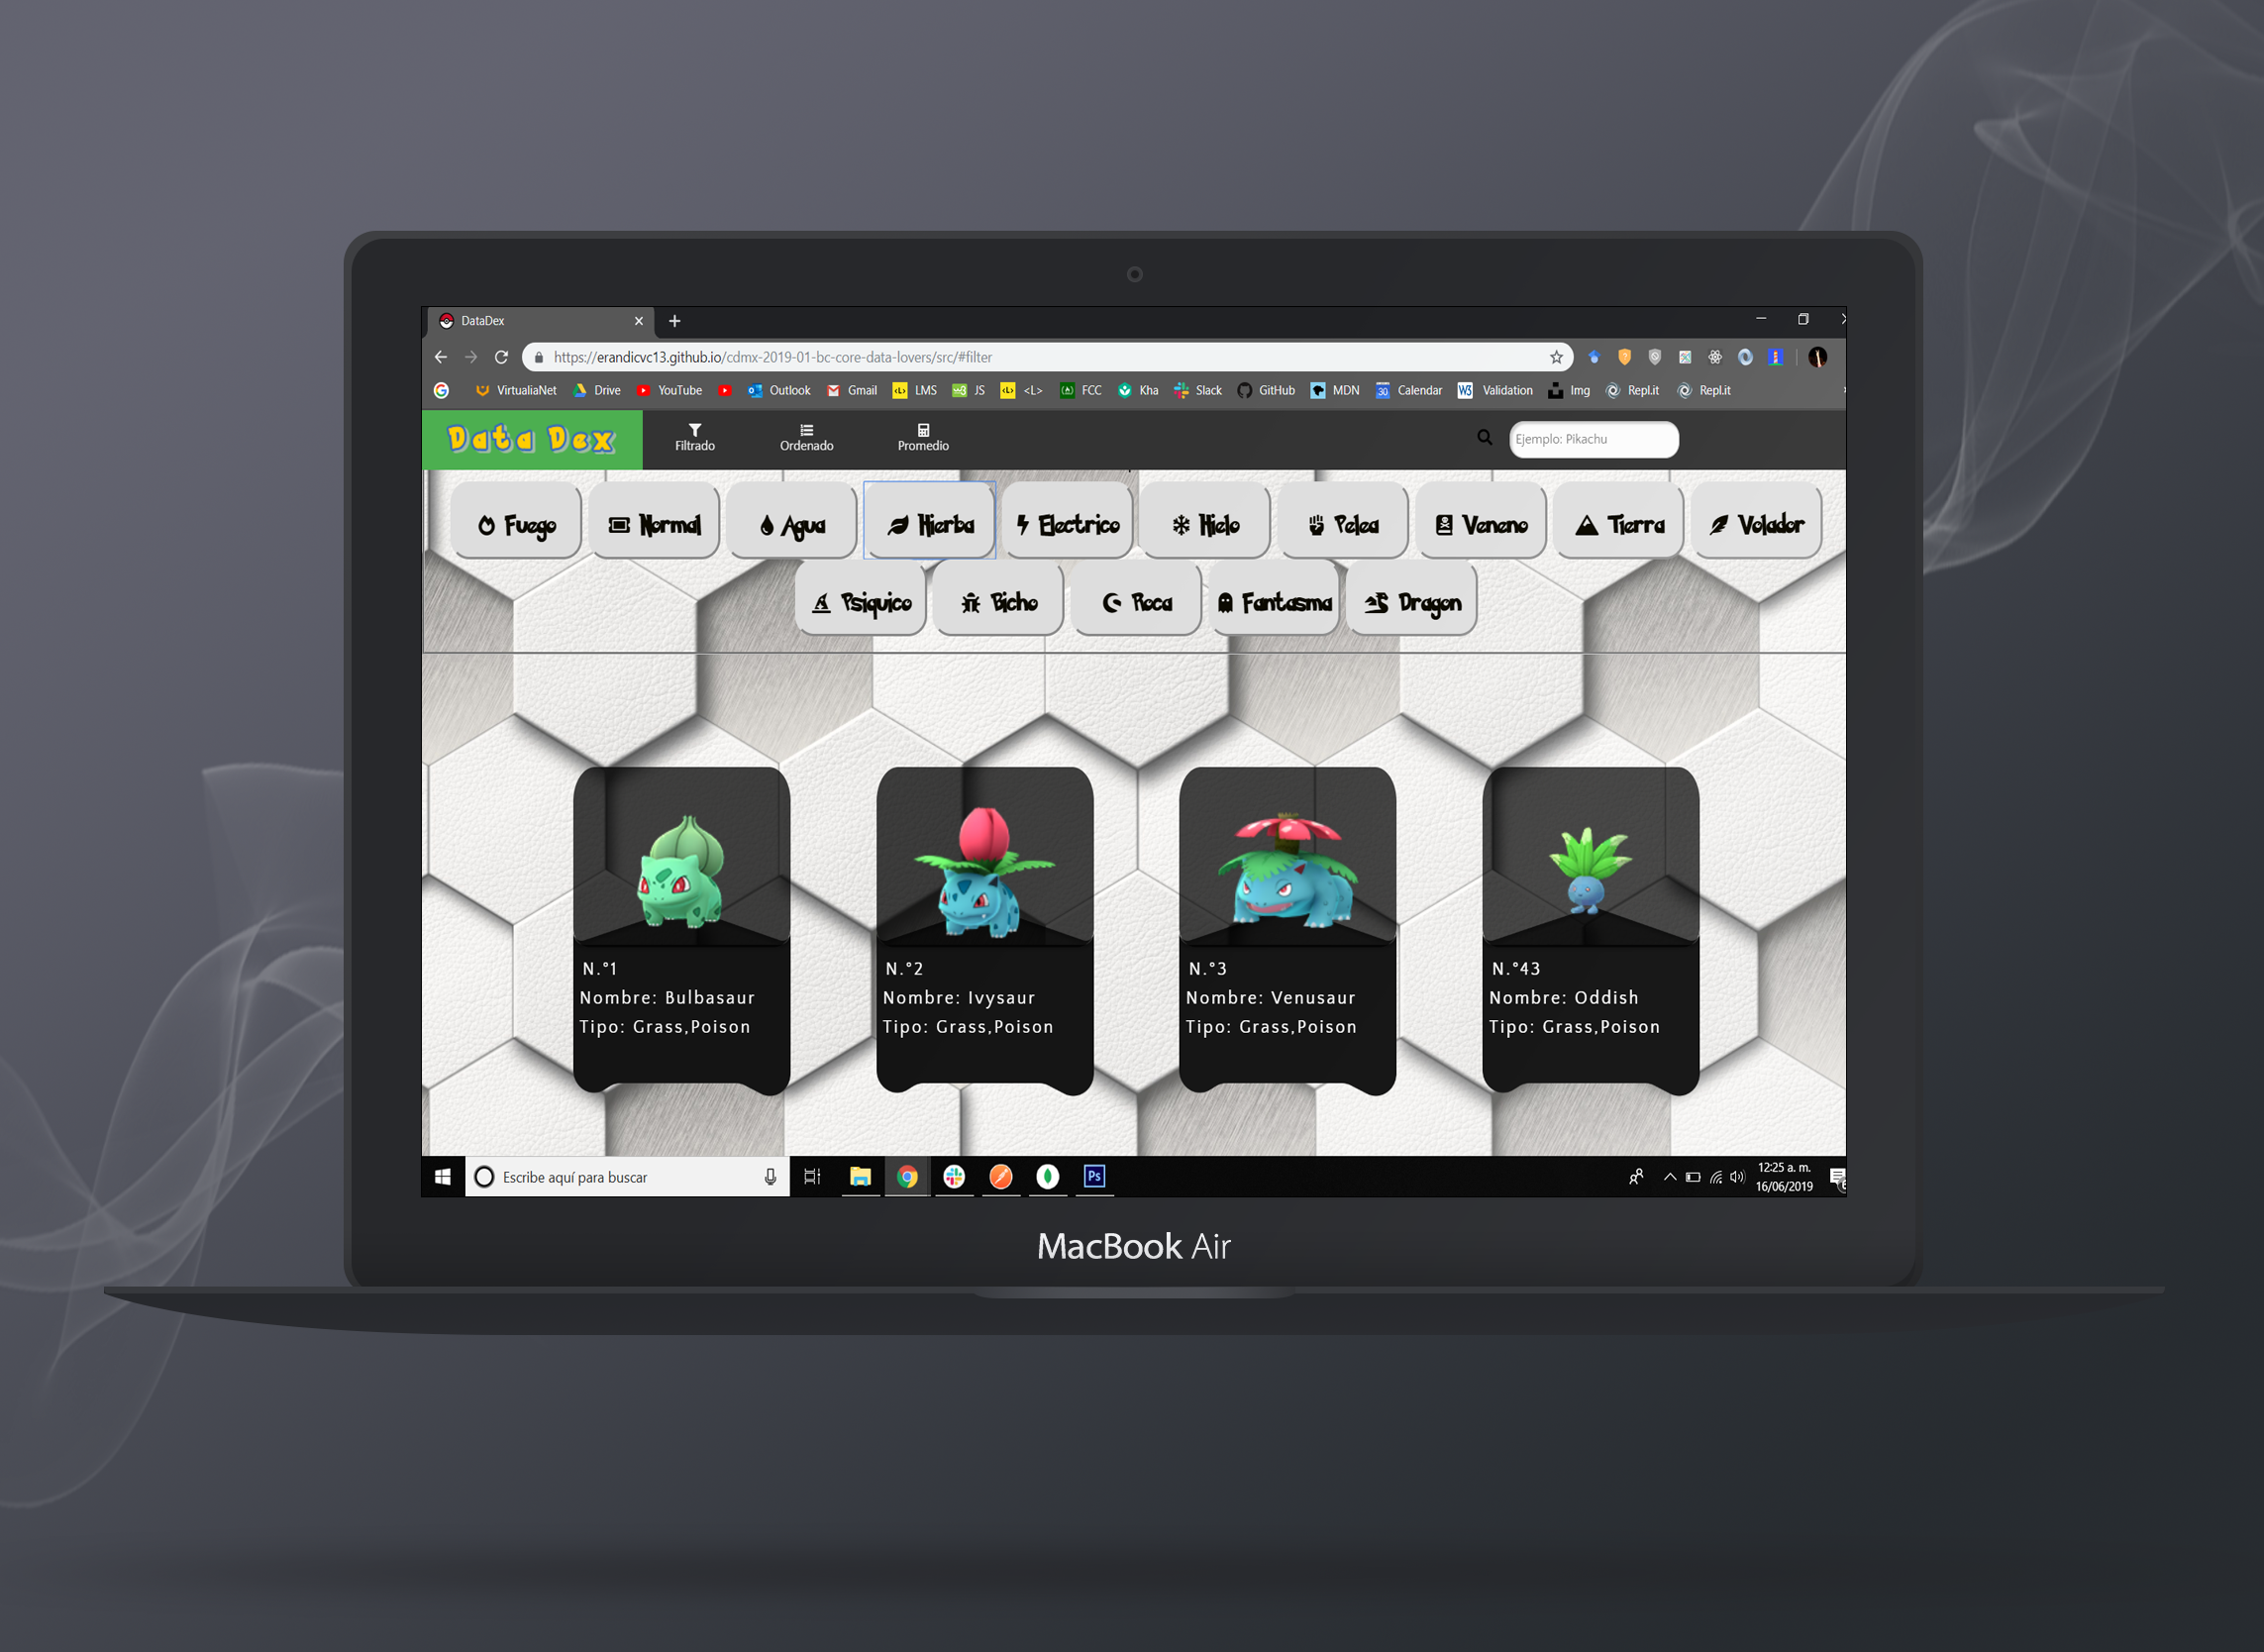 DataDex
https://erandicvc13.github.io/cdmx-2019-01-bc-core-data-lovers/src/#filter
VirtualiaNet Drive YouTube Outlook Gmail LMS JS <L> FCC Kha Slack GitHub MDN Calendar Validation Img Repl.it Repl.it
Data Dex
Filtrado Ordenado Promedio
Ejemplo: Pikachu
Fuego Normal Agua Hierba Electrico Hielo Pelea Veneno Tierra Volador
Psiquico Bicho Roca Fantasma Dragon
N.°1
Nombre: Bulbasaur
Tipo: Grass,Poison
N.°2
Nombre: Ivysaur
Tipo: Grass,Poison
N.°3
Nombre: Venusaur
Tipo: Grass,Poison
N.°43
Nombre: Oddish
Tipo: Grass,Poison
Escribe aquí para buscar
Ps
12:25 a. m.
16/06/2019
MacBook Air